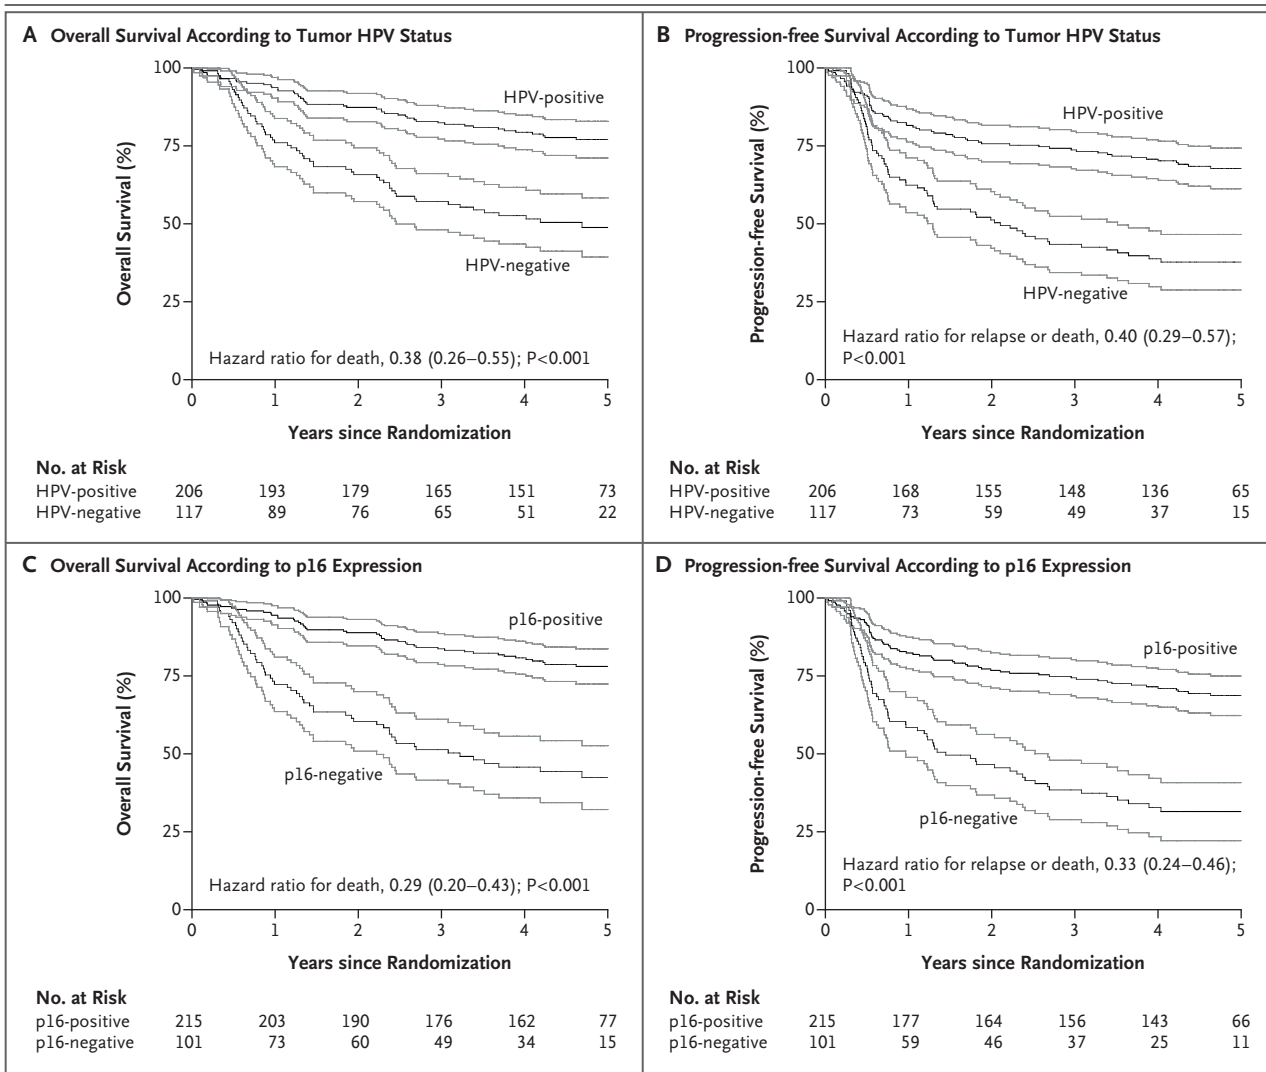 A Overall Survival According to Tumor HPV Status
Overall Survival (%)
100
75
50
25
0
HPV-positive
HPV-negative
Hazard ratio for death, 0.38 (0.26–0.55); P<0.001
0 1 2 3 4 5
Years since Randomization
No. at Risk
HPV-positive 206 193 179 165 151 73
HPV-negative 117 89 76 65 51 22
B Progression-free Survival According to Tumor HPV Status
Progression-free Survival (%)
100
75
50
25
0
HPV-positive
HPV-negative
Hazard ratio for relapse or death, 0.40 (0.29–0.57);
P<0.001
0 1 2 3 4 5
Years since Randomization
No. at Risk
HPV-positive 206 168 155 148 136 65
HPV-negative 117 73 59 49 37 15
C Overall Survival According to p16 Expression
Overall Survival (%)
100
75
50
25
0
p16-positive
p16-negative
Hazard ratio for death, 0.29 (0.20–0.43); P<0.001
0 1 2 3 4 5
Years since Randomization
No. at Risk
p16-positive 215 203 190 176 162 77
p16-negative 101 73 60 49 34 15
D Progression-free Survival According to p16 Expression
Progression-free Survival (%)
100
75
50
25
0
p16-positive
p16-negative
Hazard ratio for relapse or death, 0.33 (0.24–0.46);
P<0.001
0 1 2 3 4 5
Years since Randomization
No. at Risk
p16-positive 215 177 164 156 143 66
p16-negative 101 59 46 37 25 11